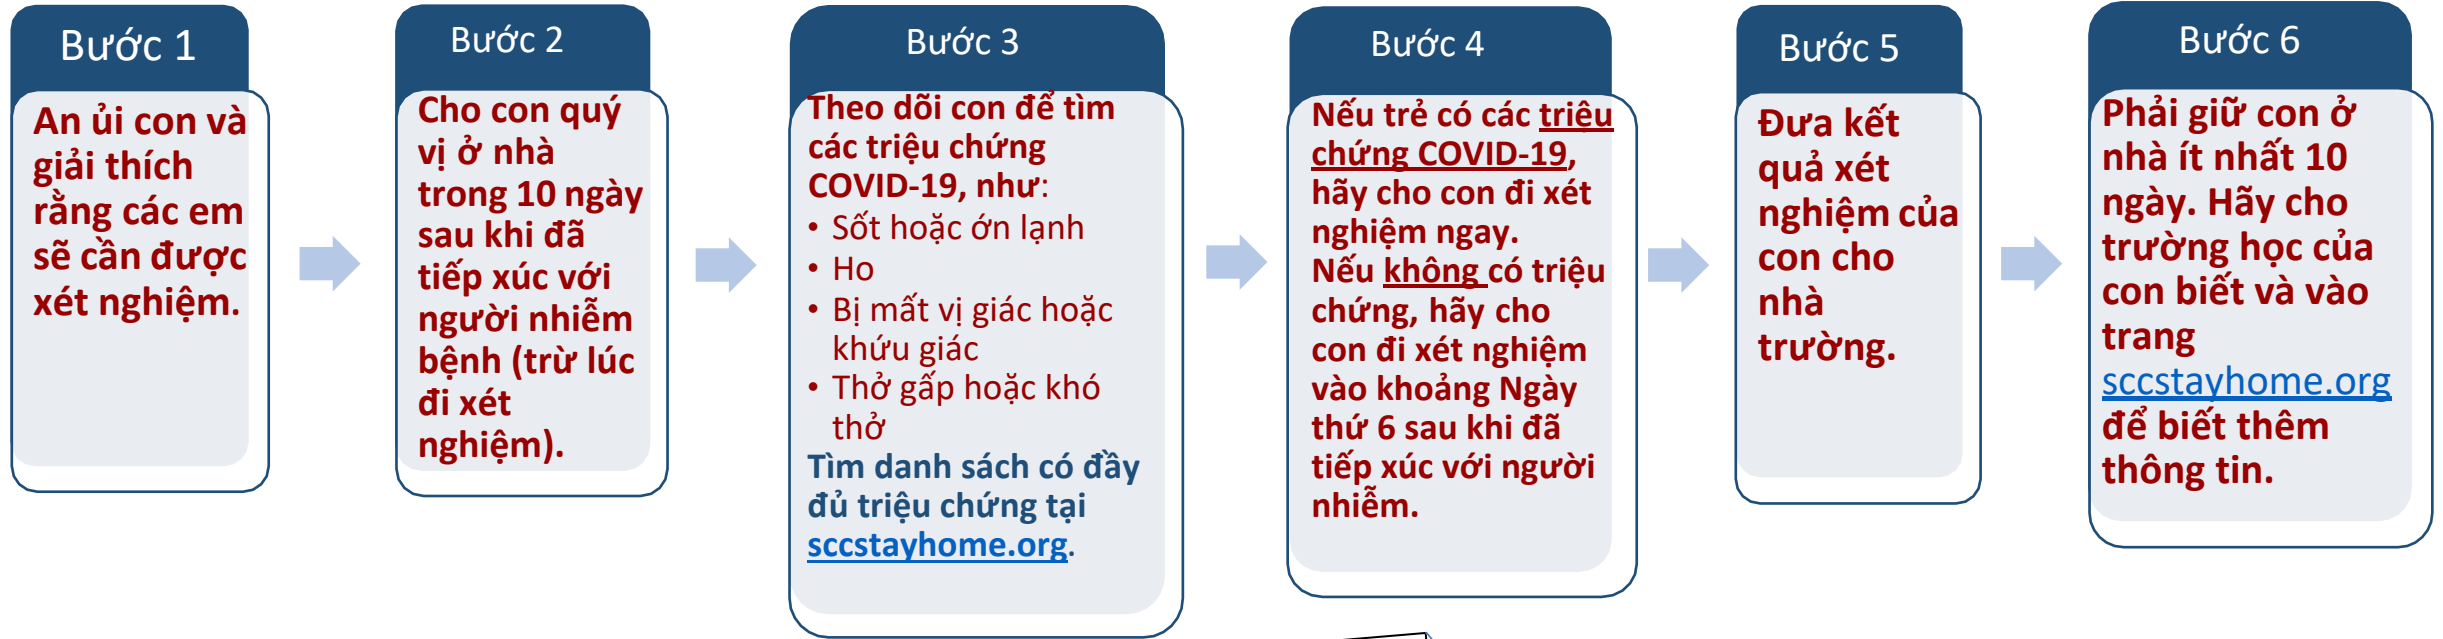 Bước 1
An ủi con và
giải thích
rằng các em
sẽ cần được
xét nghiệm.
Bước 2
Cho con quý
vị ở nhà
trong 10 ngày
sau khi đã
tiếp xúc với
người nhiễm
bệnh (trừ lúc
đi xét
nghiệm).
Bước 3
Theo dõi con để tìm
các triệu chứng
COVID-19, như:
• Sốt hoặc ớn lạnh
• Ho
• Bị mất vị giác hoặc
khứu giác
• Thở gấp hoặc khó
thở
Tìm danh sách có đầy
đủ triệu chứng tại
sccstayhome.org.
Bước 4
Nếu trẻ có các triệu
chứng COVID-19,
hãy cho con đi xét
nghiệm ngay.
Nếu không có triệu
chứng, hãy cho
con đi xét nghiệm
vào khoảng Ngày
thứ 6 sau khi đã
tiếp xúc với người
nhiễm.
Bước 5
Đưa kết
quả xét
nghiệm của
con cho
nhà
trường.
Bước 6
Phải giữ con ở
nhà ít nhất 10
ngày. Hãy cho
trường học của
con biết và vào
trang
sccstayhome.org
để biết thêm
thông tin.